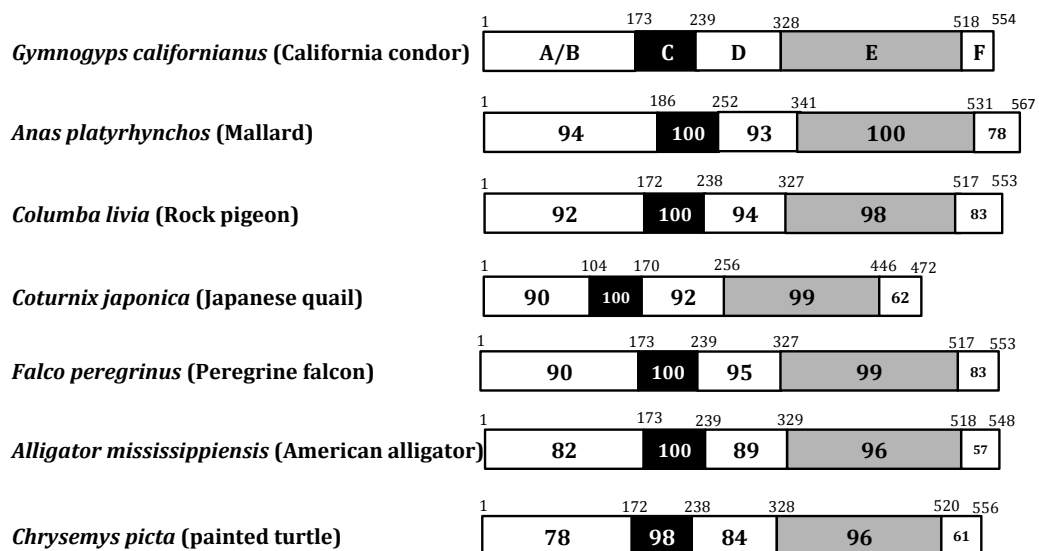 1 173 239 328 518 554
Gymnogyps californianus (California condor) A/B C D E F
1 186 252 341 531 567
Anas platyrhynchos (Mallard) 94 100 93 100 78
1 172 238 327 517 553
Columba livia (Rock pigeon) 92 100 94 98 83
1 104 170 256 446 472
Coturnix japonica (Japanese quail) 90 100 92 99 62
1 173 239 327 517 553
Falco peregrinus (Peregrine falcon) 90 100 95 99 83
1 173 239 329 518 548
Alligator mississippiensis (American alligator) 82 100 89 96 57
1 172 238 328 520 556
Chrysemys picta (painted turtle) 78 98 84 96 61